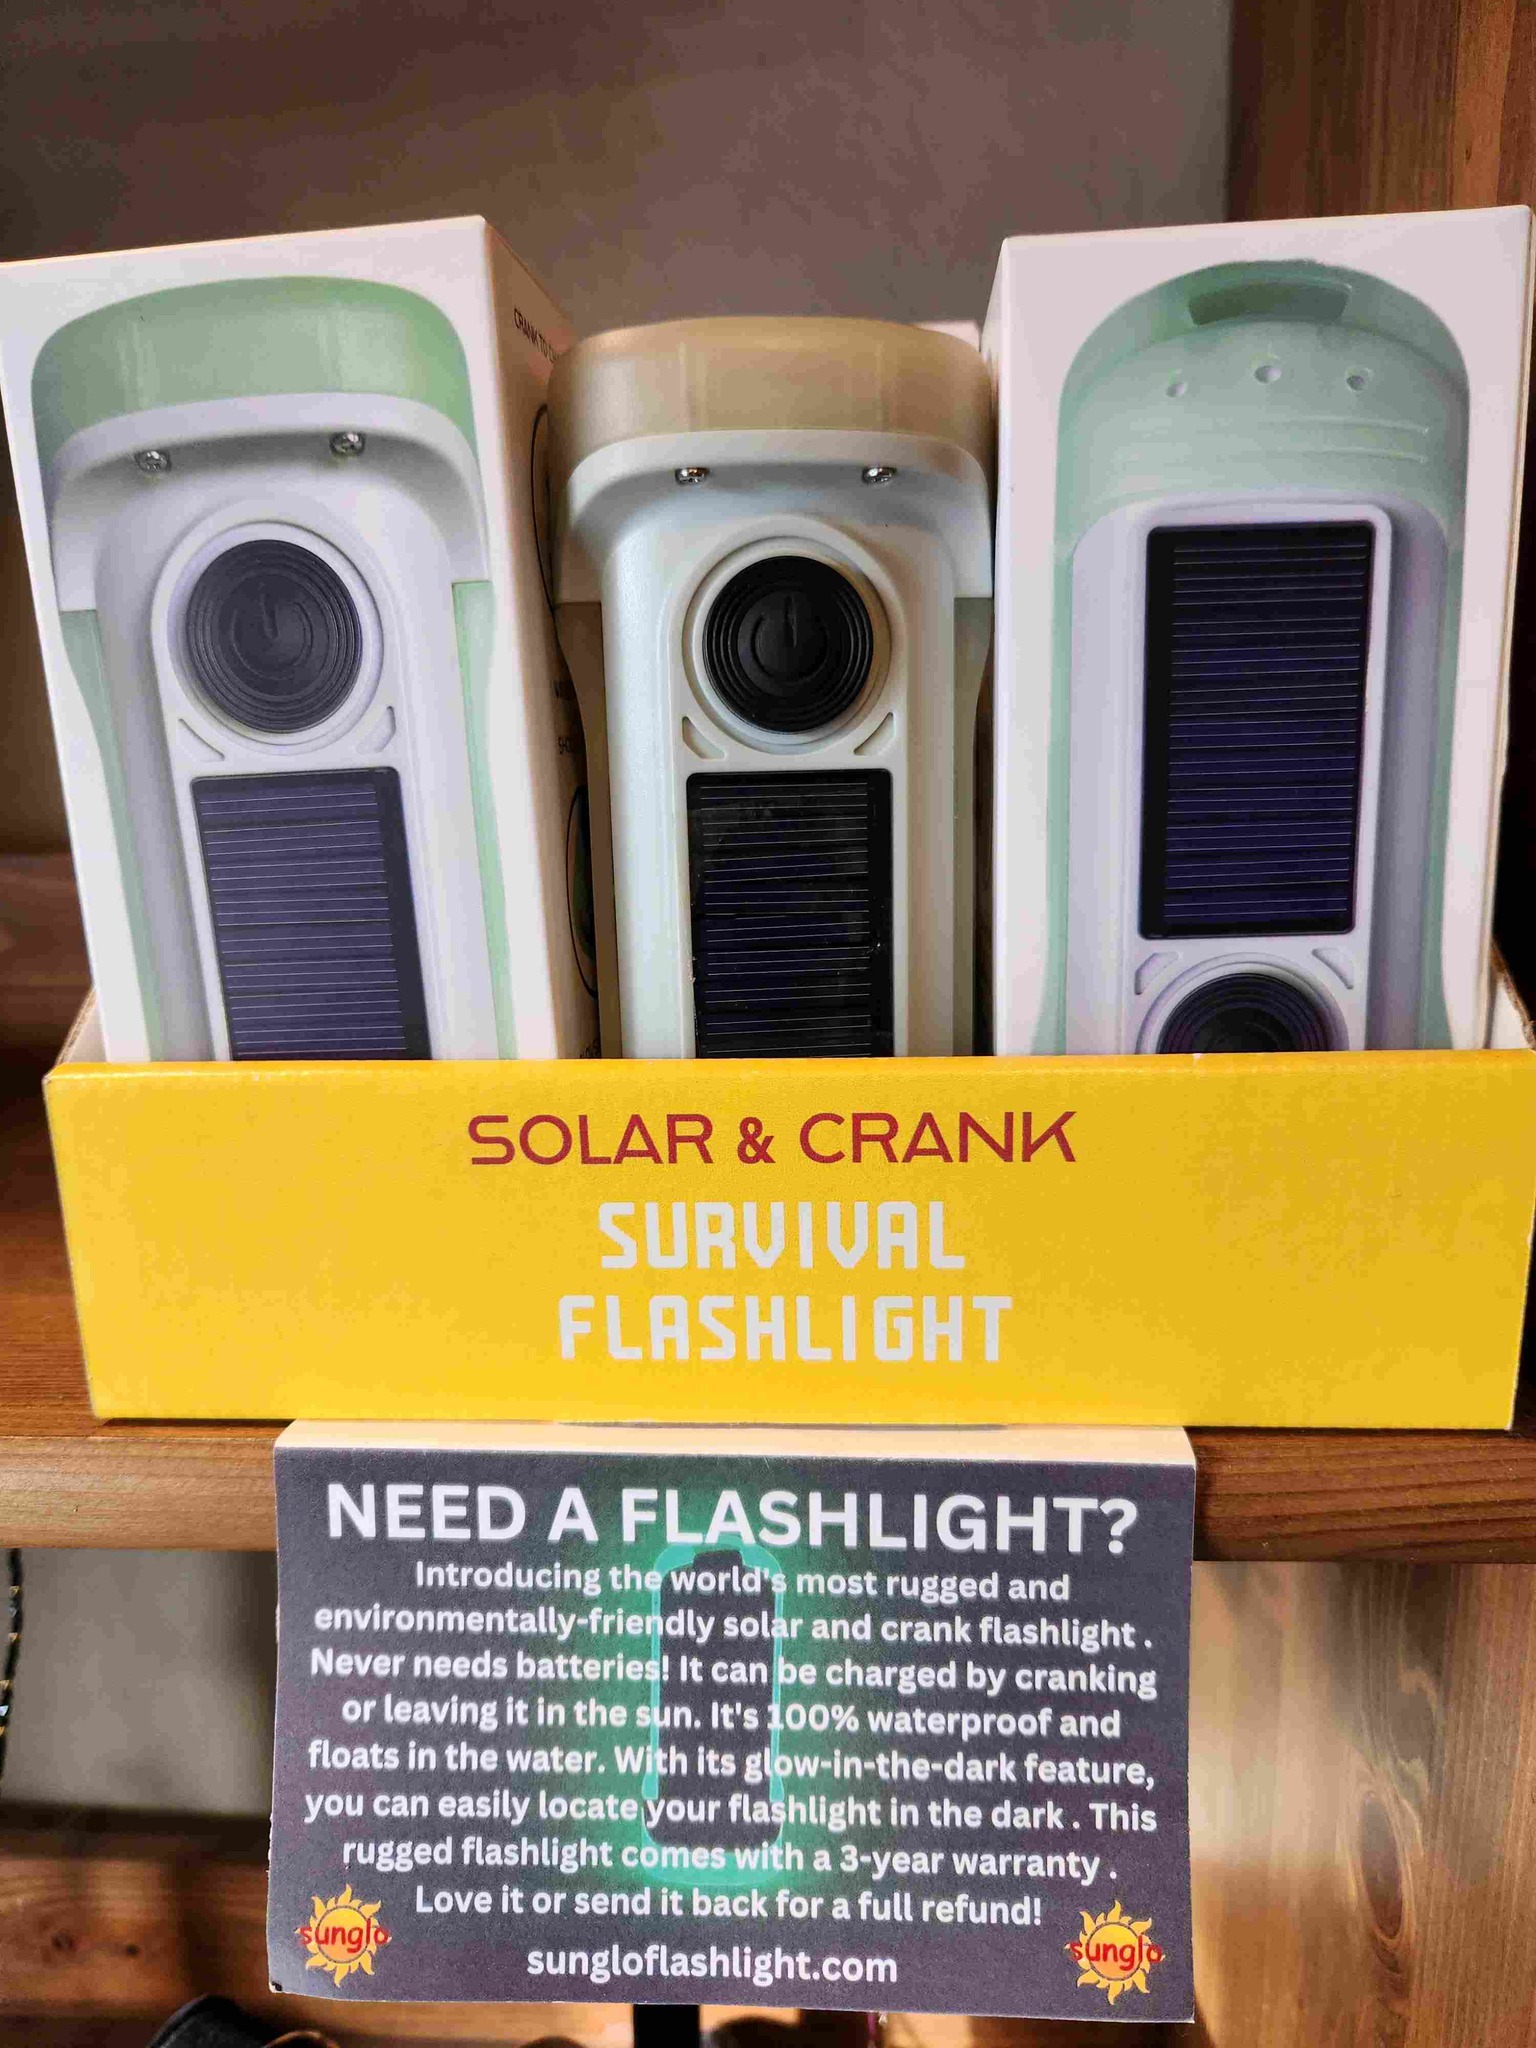 CRANK TO
SOLAR & CRANK
SURVIVAL
FLASHLIGHT
NEED A FLASHLIGHT?
Introducing the world's most rugged and
environmentally-friendly solar and crank flashlight .
Never needs batteries! It can be charged by cranking
or leaving it in the sun. It's 100% waterproof and
floats in the water. With its glow-in-the-dark feature,
you can easily locate your flashlight in the dark . This
rugged flashlight comes with a 3-year warranty .
Love it or send it back for a full refund!
sunglo
sunglo
sungloflashlight.com